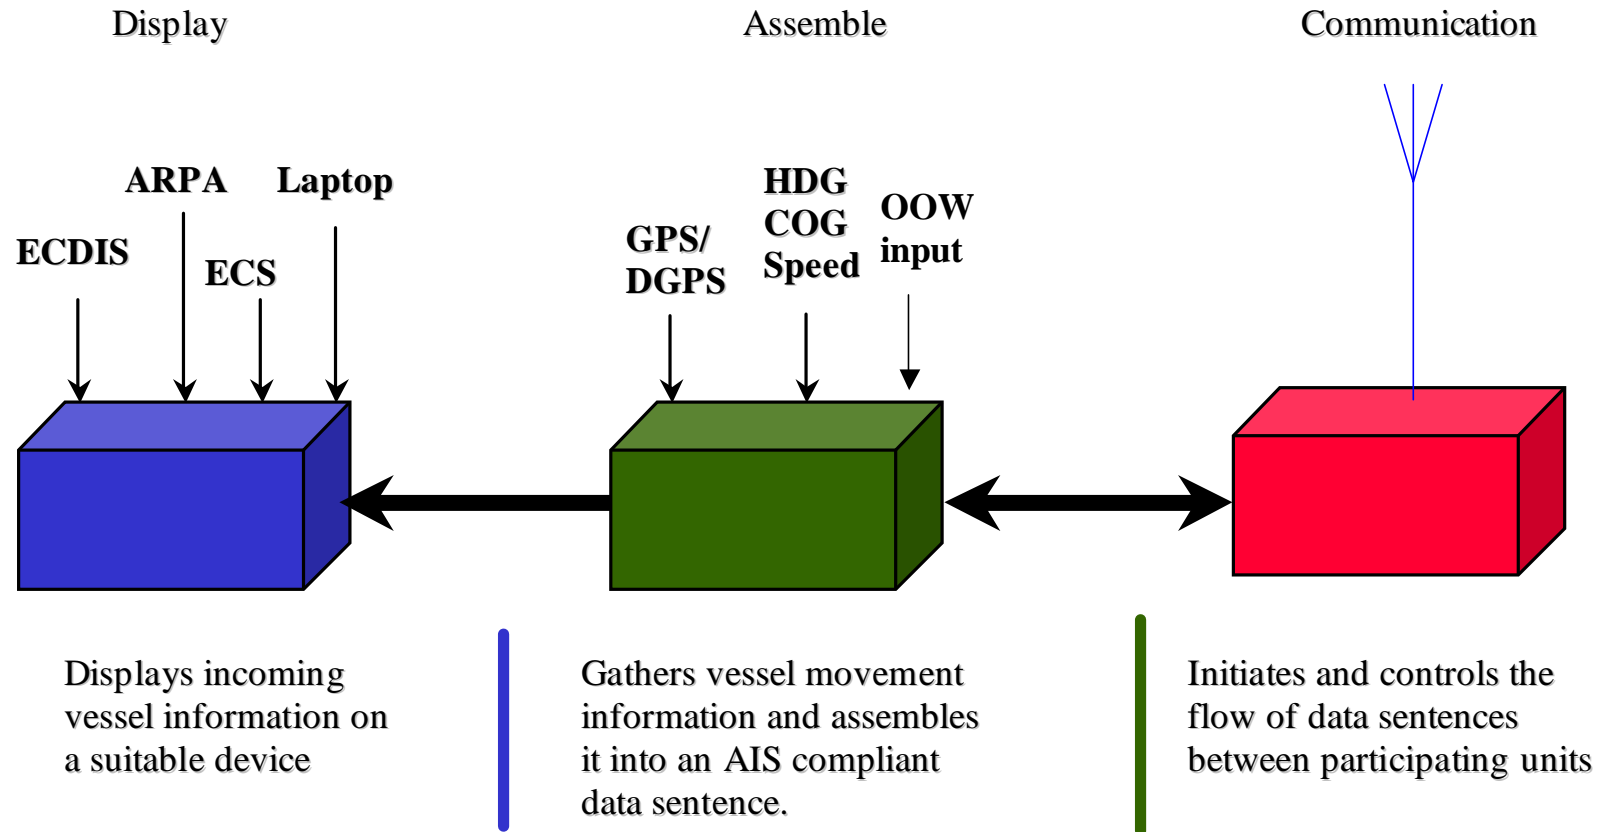 Display
Assemble
Communication
ARPA
Laptop
ECDIS
ECS
GPS/
DGPS
HDG
COG
Speed
OOW
input
Displays incoming
vessel information on
a suitable device
Gathers vessel movement
information and assembles
it into an AIS compliant
data sentence.
Initiates and controls the
flow of data sentences
between participating units